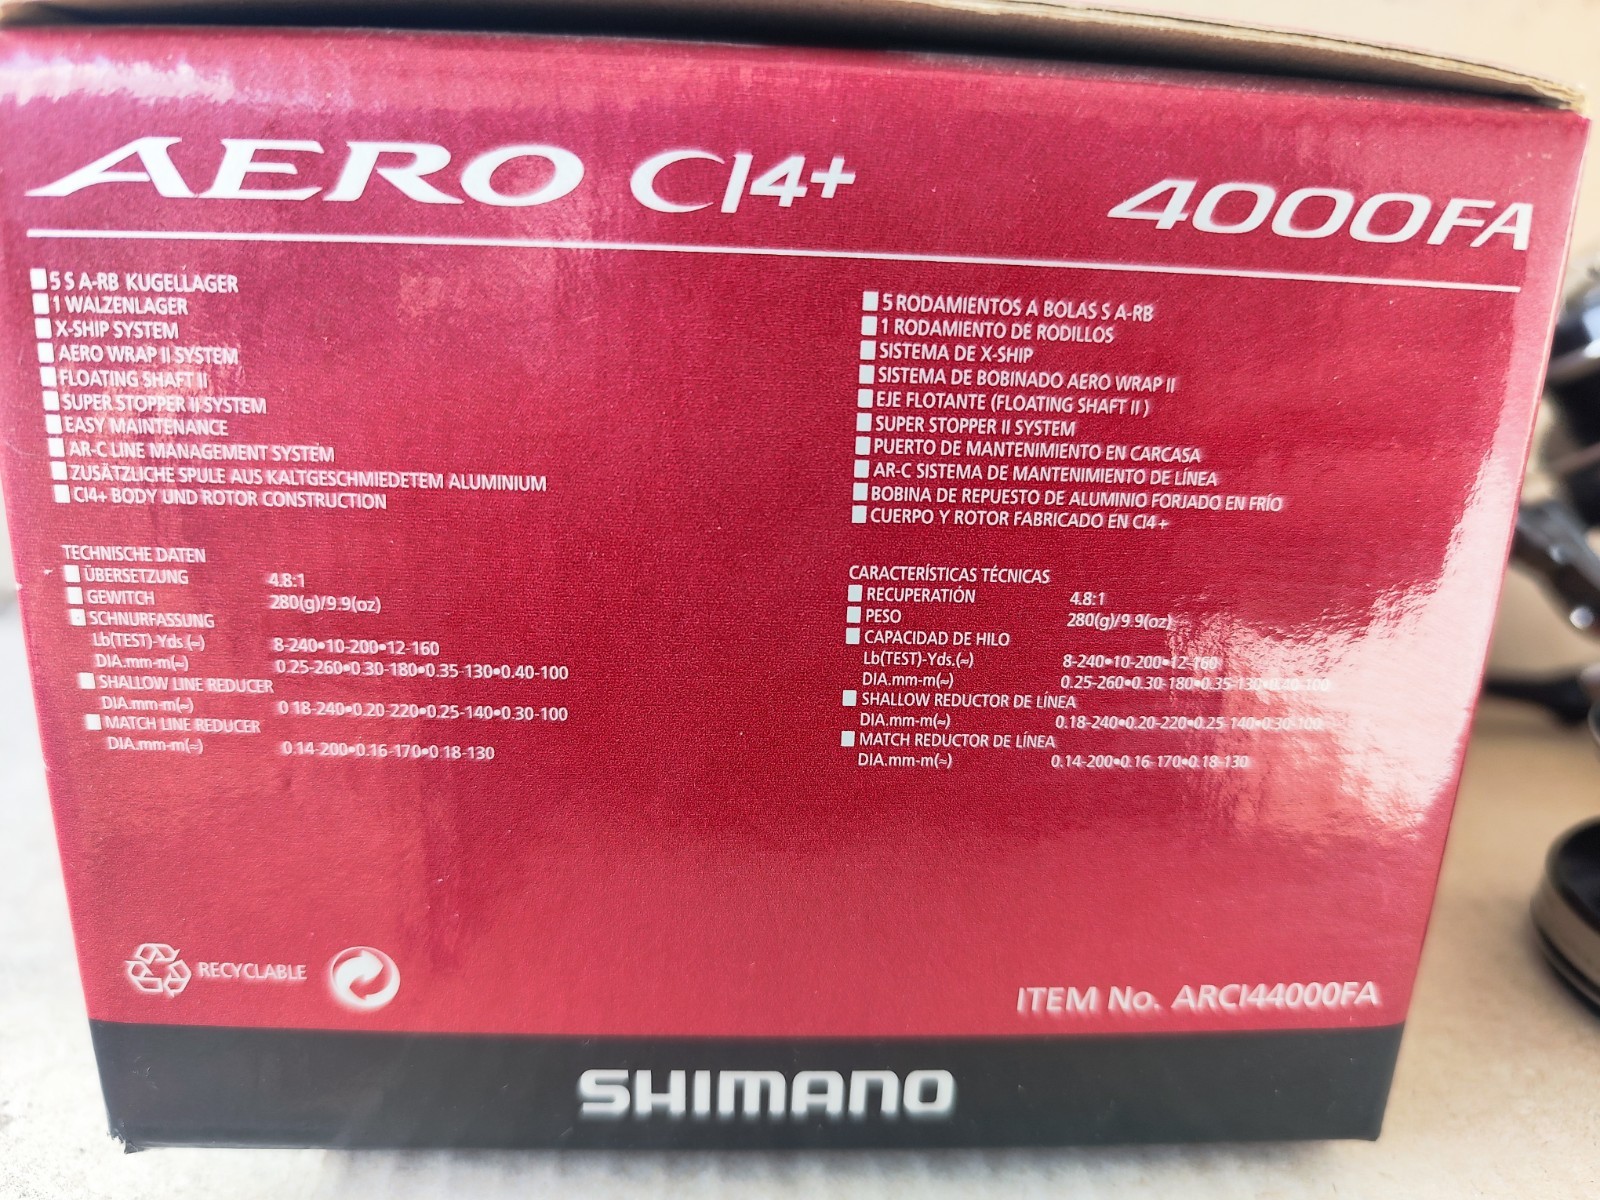 AERO CI4+ 4000FA
■ 5 S A-RB KUGELLAGER
■ 1 WALZENLAGER
■ X-SHIP SYSTEM
■ AERO WRAP II SYSTEM
■ FLOATING SHAFT II
■ SUPER STOPPER II SYSTEM
■ EASY MAINTENANCE
■ AR-C LINE MANAGEMENT SYSTEM
■ ZUSÄTZLICHE SPULE AUS KALTGESCHMIEDETEM ALUMINIUM
■ CI4+ BODY UND ROTOR CONSTRUCTION
TECHNISCHE DATEN
■ ÜBERSETZUNG 4.8:1
■ GEWITCH 280(g)/9.9(oz)
■ SCHNURFASSUNG
Lb(TEST)-Yds.(~) 8-240•10-200•12-160
DIA.mm-m(~) 0.25-260•0.30-180•0.35-130•0.40-100
■ SHALLOW LINE REDUCER
DIA.mm-m(~) 0.18-240•0.20-220•0.25-140•0.30-100
■ MATCH LINE REDUCER
DIA.mm-m(~) 0.14-200•0.16-170•0.18-130
■ 5 RODAMIENTOS A BOLAS S A-RB
■ 1 RODAMIENTO DE RODILLOS
■ SISTEMA DE X-SHIP
■ SISTEMA DE BOBINADO AERO WRAP II
■ EJE FLOTANTE (FLOATING SHAFT II )
■ SUPER STOPPER II SYSTEM
■ PUERTO DE MANTENIMIENTO EN CARCASA
■ AR-C SISTEMA DE MANTENIMIENTO DE LÍNEA
■ BOBINA DE REPUESTO DE ALUMINIO FORJADO EN FRÍO
■ CUERPO Y ROTOR FABRICADO EN CI4+
CARACTERÍSTICAS TÉCNICAS
■ RECUPERATIÓN 4.8:1
■ PESO 280(g)/9.9(oz)
■ CAPACIDAD DE HILO
Lb(TEST)-Yds.(~) 8-240•10-200•12-160
DIA.mm-m(~) 0.25-260•0.30-180•0.35-130•0.40-100
■ SHALLOW REDUCTOR DE LÍNEA
DIA.mm-m(~) 0.18-240•0.20-220•0.25-140•0.30-100
■ MATCH REDUCTOR DE LÍNEA
DIA.mm-m(~) 0.14-200•0.16-170•0.18-130
RECYCLABLE
ITEM No. ARCI44000FA
SHIMANO